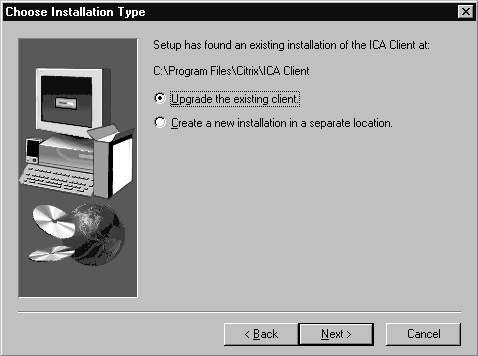 Choose Installation Type
Setup has found an existing installation of the ICA Client at:
C:\Program Files\Citrix\ICA Client
Upgrade the existing client.
Create a new installation in a separate location.
< Back
Next >
Cancel